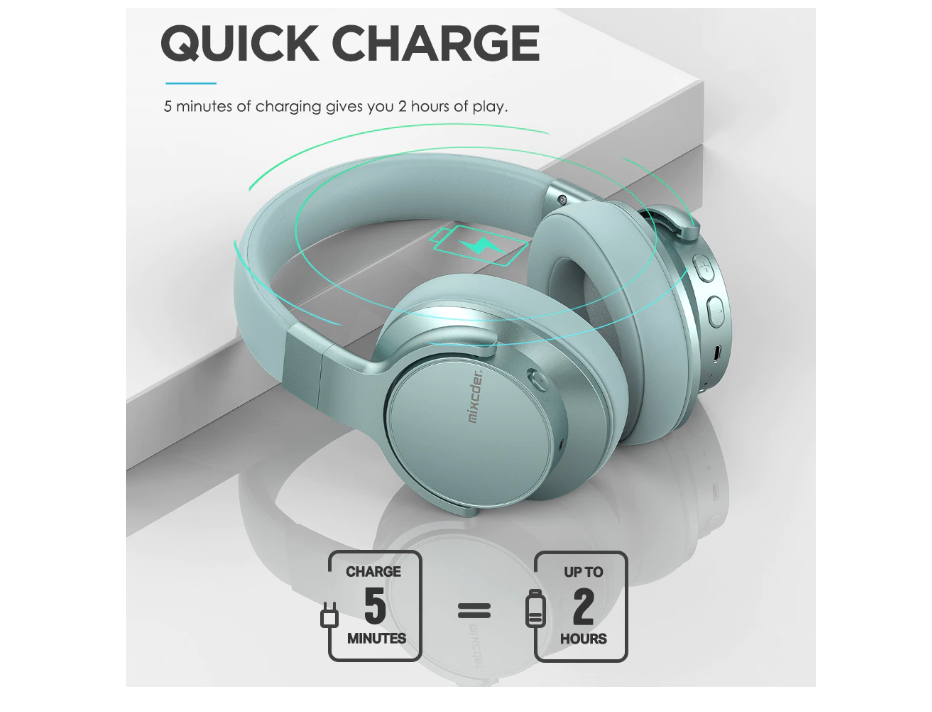 QUICK CHARGE
5 minutes of charging gives you 2 hours of play.
mixcder
CHARGE
5
MINUTES
=
UP TO
2
HOURS